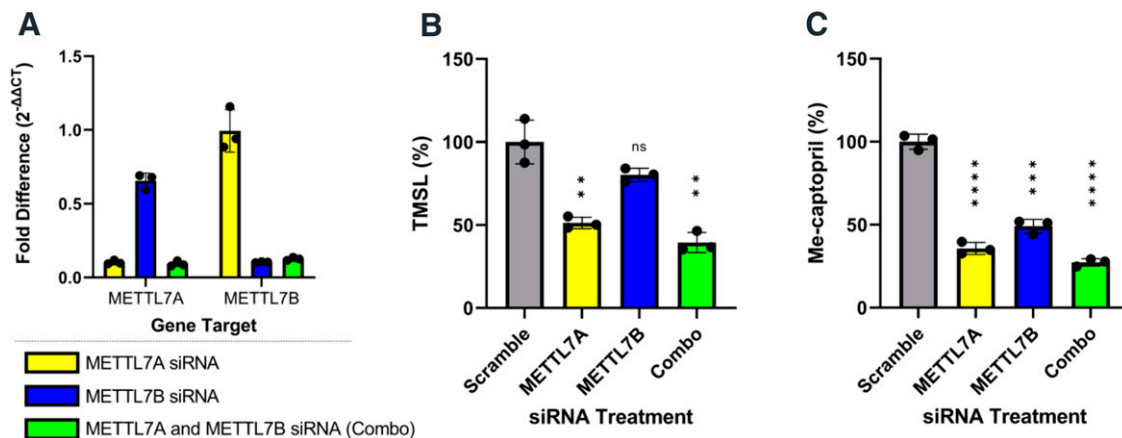 A
Fold Difference (2-ΔΔCT)
1.5
1.0
0.5
0.0
METTL7A
METTL7B
Gene Target
METTL7A siRNA
METTL7B siRNA
METTL7A and METTL7B siRNA (Combo)
B
TMSL (%)
150
100
50
0
**
ns
**
Scramble
METTL7A
METTL7B
Combo
siRNA Treatment
C
Me-captopril (%)
150
100
50
0
****
***
****
Scramble
METTL7A
METTL7B
Combo
siRNA Treatment